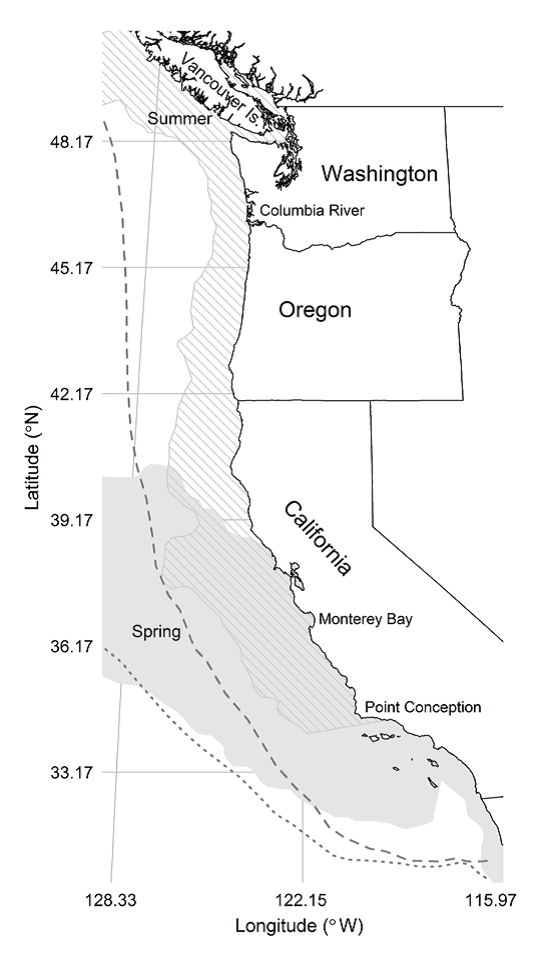 Vancouver Is.
Summer
48.17
Washington
Columbia River
45.17
Oregon
42.17
Latitude (°N)
39.17
California
Monterey Bay
Spring
36.17
Point Conception
33.17
128.33
122.15
115.97
Longitude (°W)